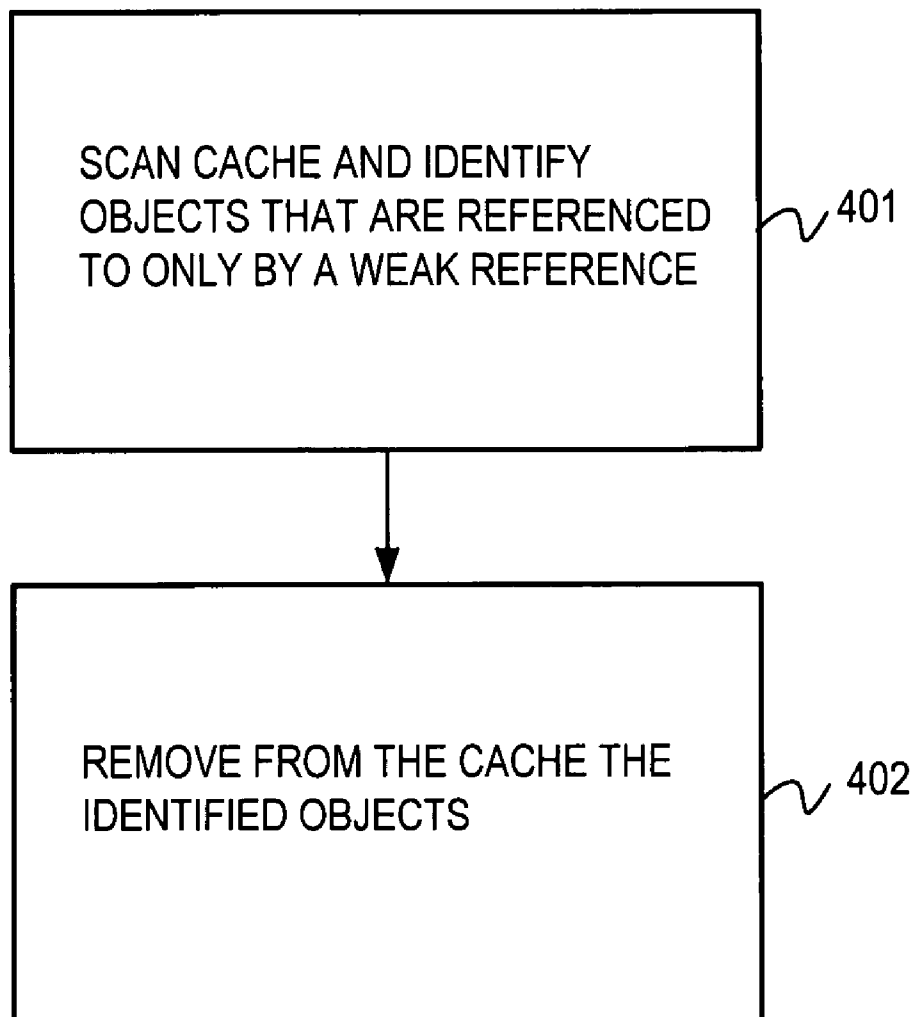 SCAN CACHE AND IDENTIFY
OBJECTS THAT ARE REFERENCED
TO ONLY BY A WEAK REFERENCE
401
REMOVE FROM THE CACHE THE
IDENTIFIED OBJECTS
402